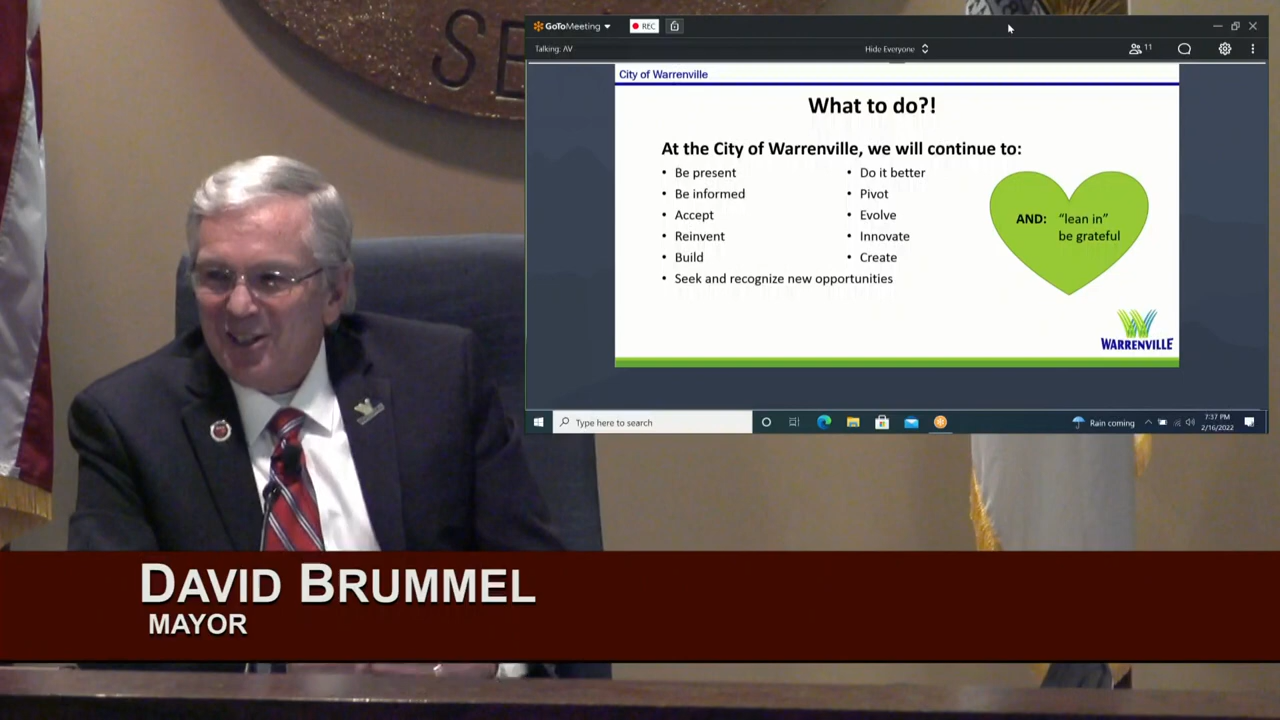 SE
GoToMeeting
REC
Talking: AV
Hide Everyone
11
City of Warrenville
What to do?!
At the City of Warrenville, we will continue to:
• Be present
• Be informed
• Accept
• Reinvent
• Build
• Seek and recognize new opportunities
• Do it better
• Pivot
• Evolve
• Innovate
• Create
AND: "lean in"
be grateful
WARRENVILLE
Type here to search
Rain coming
7:37 PM
2/16/2022
DAVID BRUMMEL
MAYOR